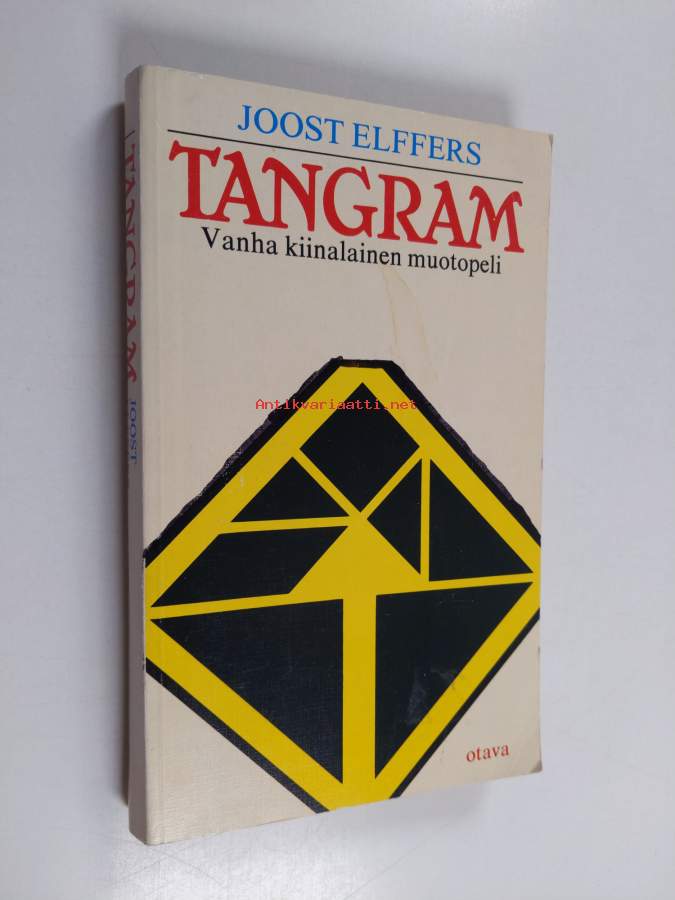 JOOST ELFFERS
TANGRAM
Vanha kiinalainen muotopeli
Antikvariaatti.net
otava
TANGRAM JOOST